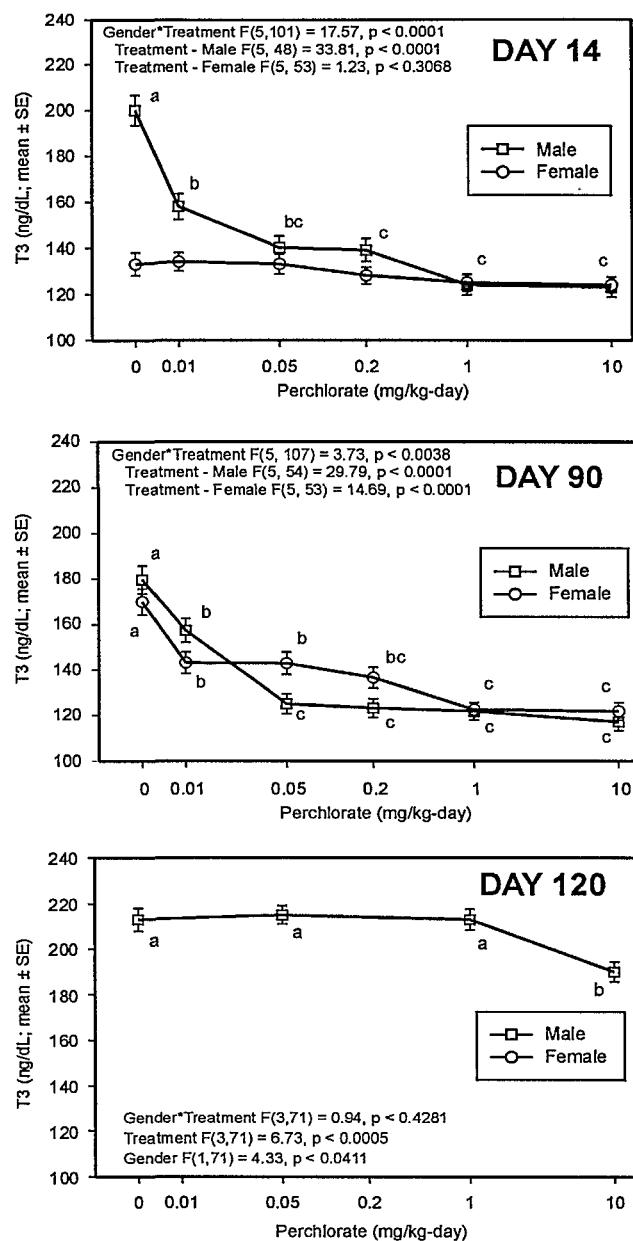 Gender*Treatment F(5,101) = 17.57, p < 0.0001
Treatment - Male F(5, 48) = 33.81, p < 0.0001
Treatment - Female F(5, 53) = 1.23, p < 0.3068
DAY 14
T3 (ng/dL; mean ± SE)
240
220
200
180
160
140
120
100
a
b
bc
c
c
c
Male
Female
0 0.01 0.05 0.2 1 10
Perchlorate (mg/kg-day)
Gender*Treatment F(5, 107) = 3.73, p < 0.0038
Treatment - Male F(5, 54) = 29.79, p < 0.0001
Treatment - Female F(5, 53) = 14.69, p < 0.0001
DAY 90
T3 (ng/dL; mean ± SE)
240
220
200
180
160
140
120
100
a
b
b
bc
c
c
a
b
c
c
c
c
Male
Female
0 0.01 0.05 0.2 1 10
Perchlorate (mg/kg-day)
DAY 120
T3 (ng/dL; mean ± SE)
240
220
200
180
160
140
120
100
a
a
a
b
Male
Female
Gender*Treatment F(3,71) = 0.94, p < 0.4281
Treatment F(3,71) = 6.73, p < 0.0005
Gender F(1,71) = 4.33, p < 0.0411
0 0.01 0.05 0.2 1 10
Perchlorate (mg/kg-day)